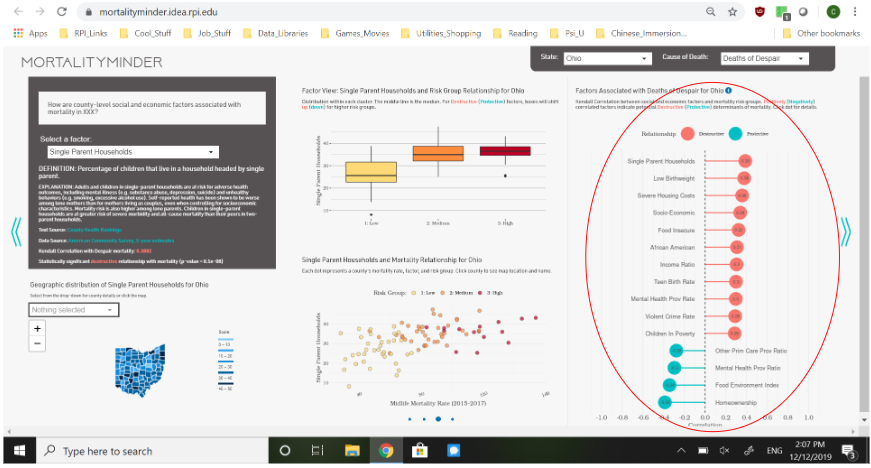 mortalityminder.idea.rpi.edu
Apps RPI_Links Cool_Stuff Job_Stuff Data_Libraries Games_Movies Utilities_Shopping Reading Psi_U Chinese_Immersion... Other bookmarks
MORTALITYMINDER
State: Ohio Cause of Death: Deaths of Despair
How are county-level social and economic factors associated with
mortality in XXX?
Select a factor:
Single Parent Households
DEFINITION: Percentage of children that live in a household headed by single
parent.
EXPLANATION: Adults and children in single-parent households are at risk for adverse health
outcomes, including mental illness (e.g. substance abuse, depression, suicide) and unhealthy
behaviors (e.g. smoking, excessive alcohol use). Self-reported health has been shown to be worse
among lone mothers than for mothers living as couples, even when controlling for socioeconomic
characteristics. Mortality risk is also higher among lone parents. Children in single-parent
households are at greater risk of severe morbidity and all-cause mortality than their peers in two-
parent households.
Text Source: County Health Rankings
Data Source: American Community Survey, 5-year estimates
Kendall Correlation with Despair mortality:
Statistically significant destructive relationship with mortality
Geographic distribution of Single Parent Households for Ohio
Select from the drop-down for county details or click the map.
Nothing selected
+
−
Scale
0 - 10
10 - 20
20 - 30
30 - 40
40 - 50
Factor View: Single Parent Households and Risk Group Relationship for Ohio
Distribution within each cluster. The middle line is the median. For Destructive (Protective) factors, boxes will shift
up (down) for higher risk groups.
Single Parent Households
40
30
20
10
1: Low 2: Medium 3: High
Single Parent Households and Mortality Relationship for Ohio
Each dot represents a county's mortality rate, factor, and risk group. Click county to see map location and name.
Risk Group: 1: Low 2: Medium 3: High
Single Parent Households
40
30
20
10
Midlife Mortality Rate (2015-2017)
Factors Associated with Deaths of Despair for Ohio
Kendall Correlation between social and economic factors and mortality risk groups. Positively (Negatively)
correlated factors indicate potential Destructive (Protective) determinants of mortality. Click dot for details.
Relationship: Destructive Protective
Single Parent Households
Low Birthweight
Severe Housing Costs
Socio-Economic
Food Insecure
African American
Income Ratio
Teen Birth Rate
Mental Health Prov Rate
Violent Crime Rate
Children In Poverty
Other Prim Care Prov Ratio
Mental Health Prov Ratio
Food Environment Index
Homeownership
-1.0 -0.8 -0.6 -0.4 -0.2 0.0 0.2 0.4 0.6 0.8 1.0
Correlation
Type here to search
ENG
2:07 PM
12/12/2019